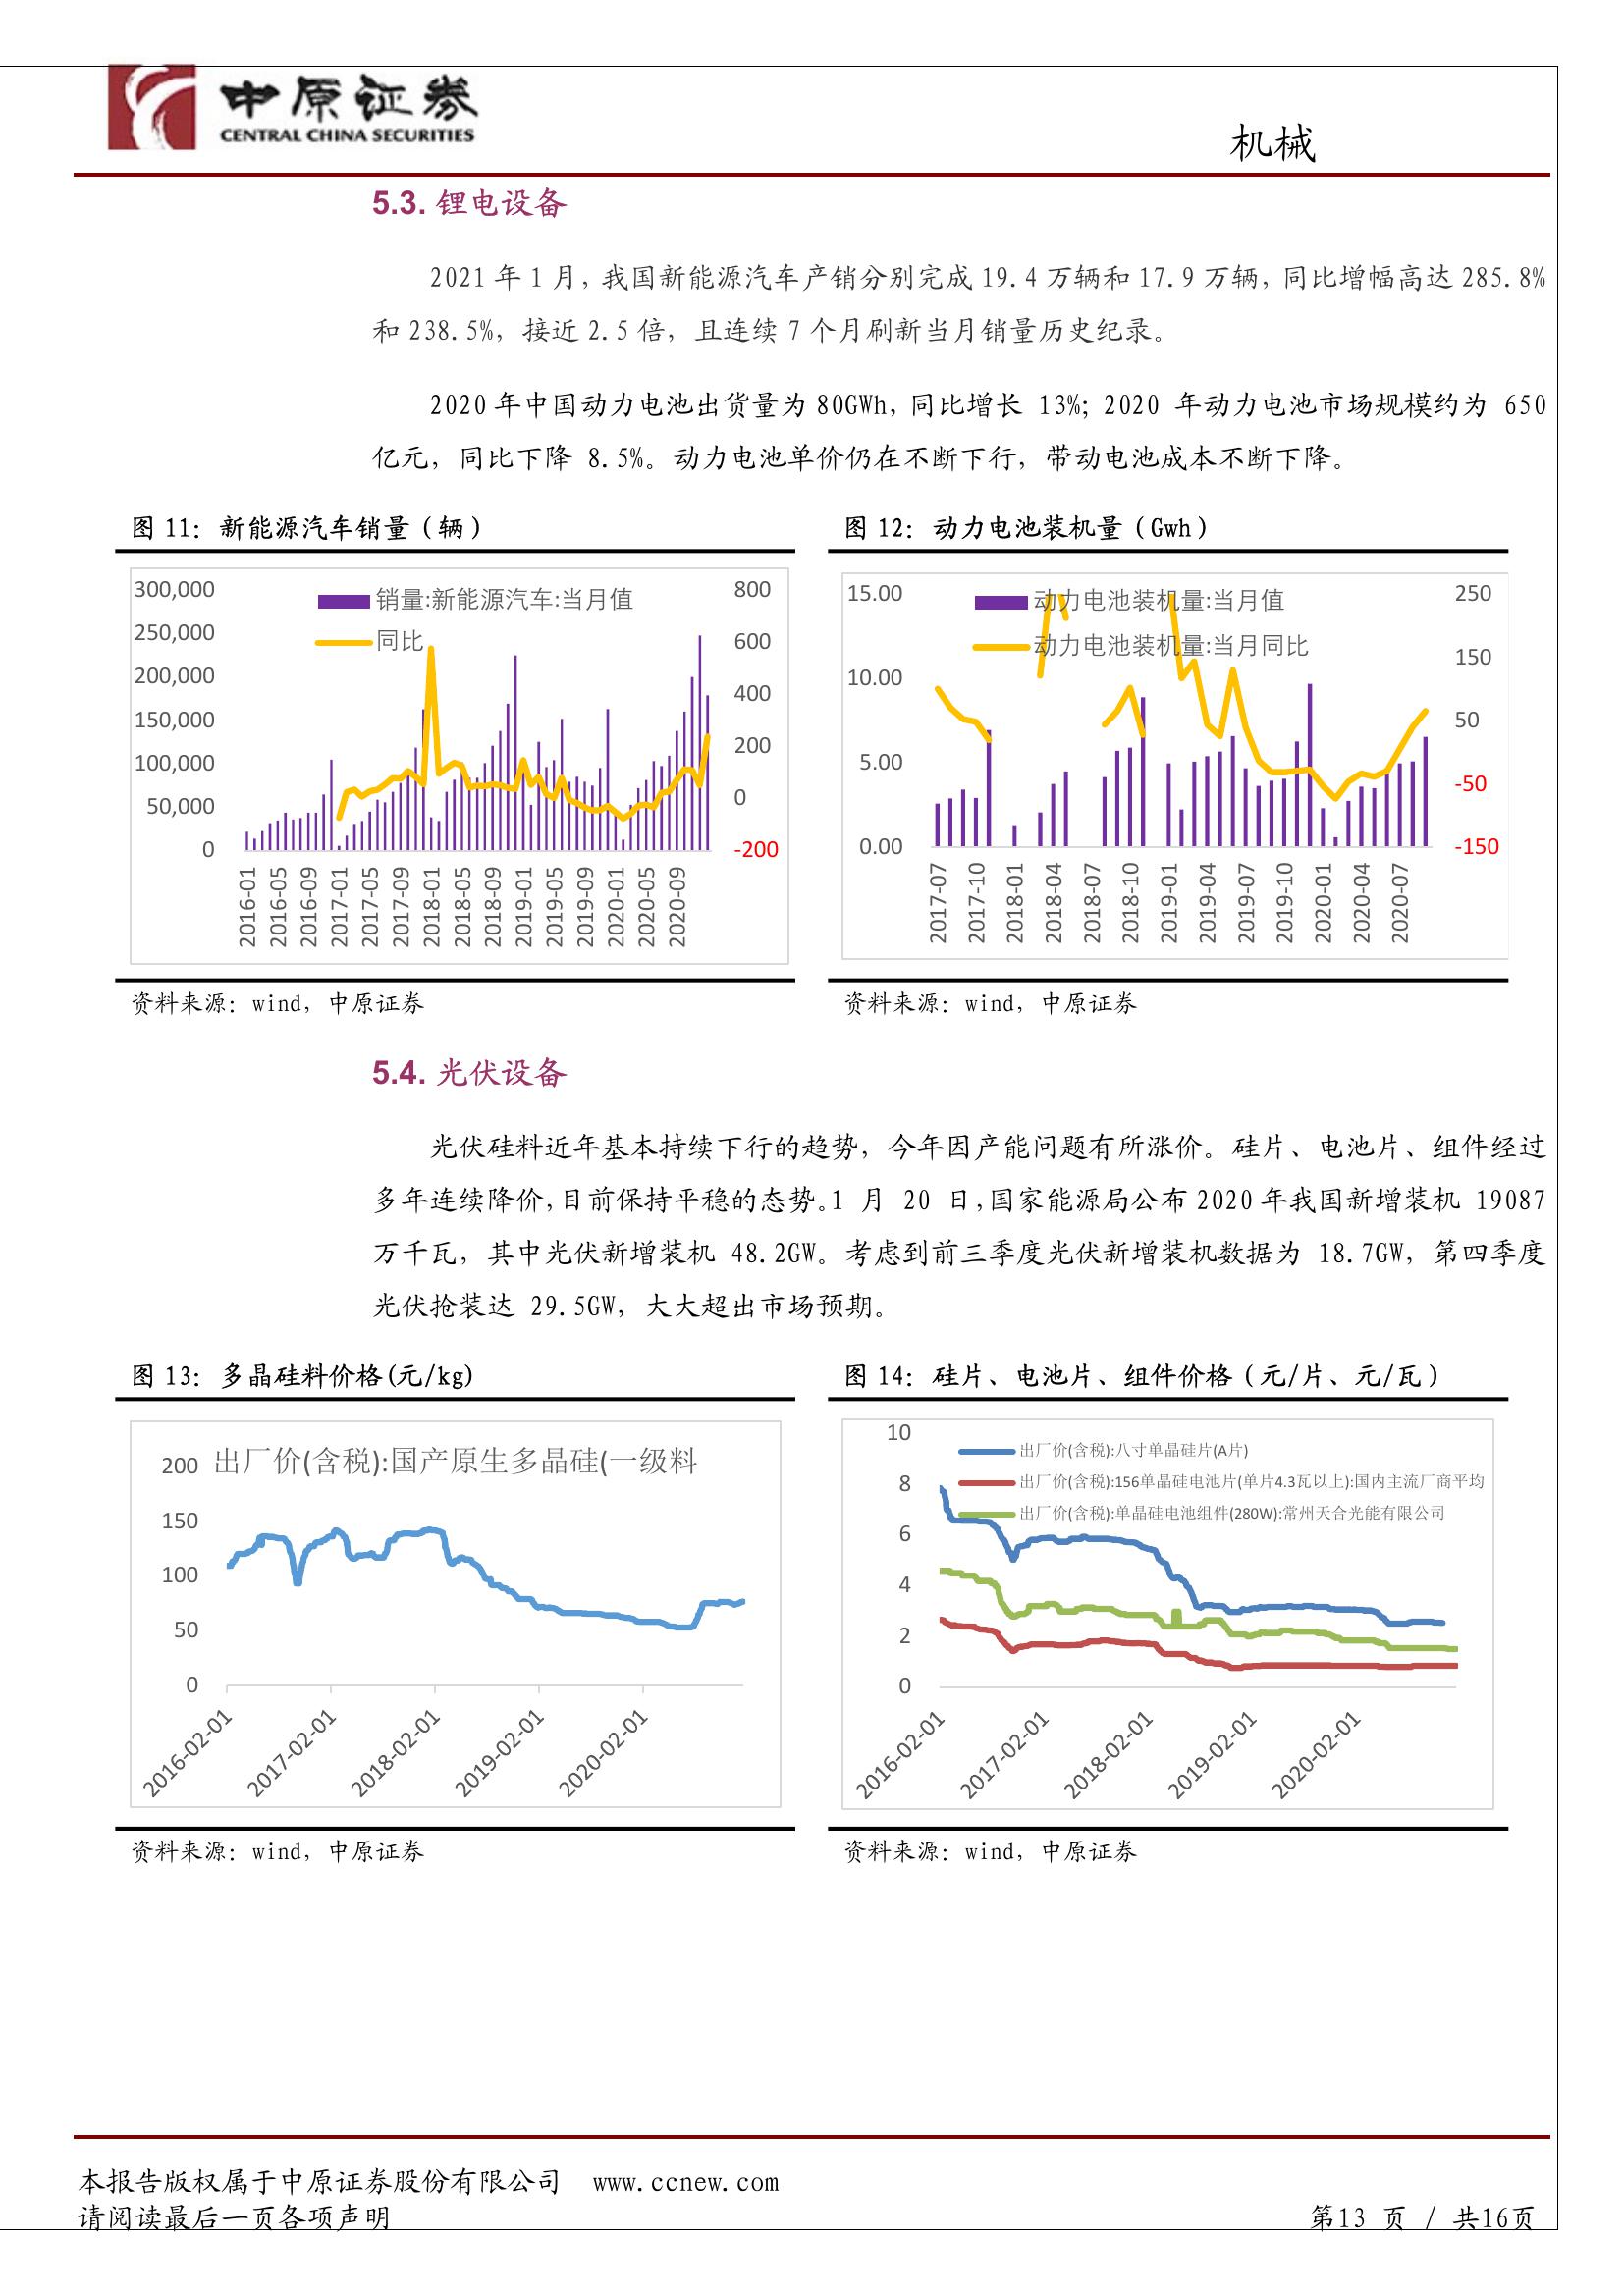 中原证券
CENTRAL CHINA SECURITIES
机械
5.3. 锂电设备
2021 年 1 月，我国新能源汽车产销分别完成 19.4 万辆和 17.9 万辆，同比增幅高达 285.8%
和 238.5%，接近 2.5 倍，且连续 7 个月刷新当月销量历史纪录。
2020 年中国动力电池出货量为 80GWh，同比增长 13%；2020 年动力电池市场规模约为 650
亿元，同比下降 8.5%。动力电池单价仍在不断下行，带动电池成本不断下降。
图 11：新能源汽车销量（辆）
300,000
250,000
200,000
150,000
100,000
50,000
0
销量:新能源汽车:当月值
同比
800
600
400
200
0
-200
2016-01
2016-05
2016-09
2017-01
2017-05
2017-09
2018-01
2018-05
2018-09
2019-01
2019-05
2019-09
2020-01
2020-05
2020-09
资料来源：wind，中原证券
图 12：动力电池装机量（Gwh）
15.00
10.00
5.00
0.00
动力电池装机量:当月值
动力电池装机量:当月同比
250
150
50
-50
-150
2017-07
2017-10
2018-01
2018-04
2018-07
2018-10
2019-01
2019-04
2019-07
2019-10
2020-01
2020-04
2020-07
资料来源：wind，中原证券
5.4. 光伏设备
光伏硅料近年基本持续下行的趋势，今年因产能问题有所涨价。硅片、电池片、组件经过
多年连续降价，目前保持平稳的态势。1 月 20 日，国家能源局公布 2020 年我国新增装机 19087
万千瓦，其中光伏新增装机 48.2GW。考虑到前三季度光伏新增装机数据为 18.7GW，第四季度
光伏抢装达 29.5GW，大大超出市场预期。
图 13：多晶硅料价格(元/kg)
出厂价(含税):国产原生多晶硅(一级料
200
150
100
50
0
2016-02-01
2017-02-01
2018-02-01
2019-02-01
2020-02-01
资料来源：wind，中原证券
图 14：硅片、电池片、组件价格（元/片、元/瓦）
10
8
6
4
2
0
出厂价(含税):八寸单晶硅片(A片)
出厂价(含税):156单晶硅电池片(单片4.3瓦以上):国内主流厂商平均
出厂价(含税):单晶硅电池组件(280W):常州天合光能有限公司
2016-02-01
2017-02-01
2018-02-01
2019-02-01
2020-02-01
资料来源：wind，中原证券
本报告版权属于中原证券股份有限公司 www.ccnew.com
请阅读最后一页各项声明
第13 页 / 共16页